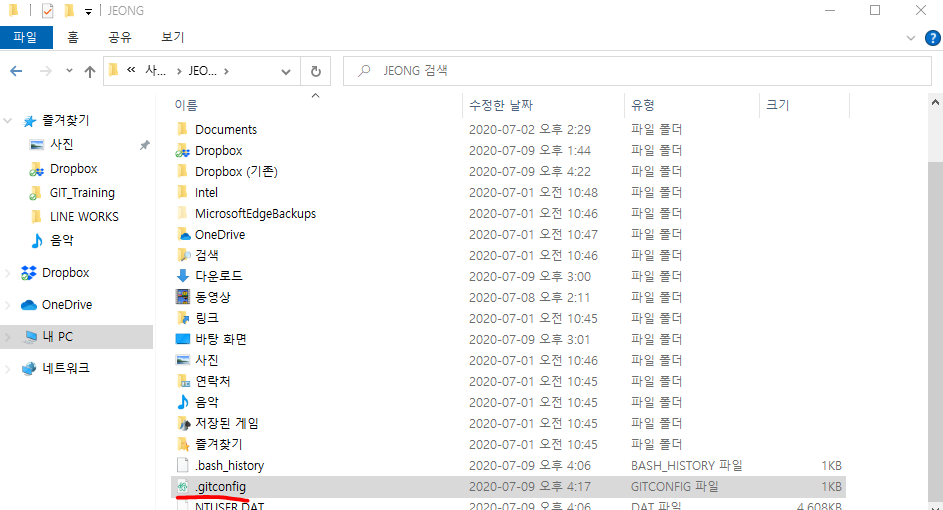 JEONG
파일 홈 공유 보기
« 사... › JEO... ›
JEONG 검색
이름 수정한 날짜 유형 크기
즐겨찾기
사진
Dropbox
GIT_Training
LINE WORKS
음악
Dropbox
OneDrive
내 PC
네트워크
Documents 2020-07-02 오후 2:29 파일 폴더
Dropbox 2020-07-09 오후 1:44 파일 폴더
Dropbox (기존) 2020-07-09 오후 4:22 파일 폴더
Intel 2020-07-01 오전 10:48 파일 폴더
MicrosoftEdgeBackups 2020-07-01 오전 10:46 파일 폴더
OneDrive 2020-07-01 오전 10:47 파일 폴더
검색 2020-07-01 오전 10:46 파일 폴더
다운로드 2020-07-09 오후 3:00 파일 폴더
동영상 2020-07-08 오후 2:11 파일 폴더
링크 2020-07-01 오전 10:45 파일 폴더
바탕 화면 2020-07-09 오후 3:01 파일 폴더
사진 2020-07-01 오전 10:46 파일 폴더
연락처 2020-07-01 오전 10:45 파일 폴더
음악 2020-07-01 오전 10:45 파일 폴더
저장된 게임 2020-07-01 오전 10:45 파일 폴더
즐겨찾기 2020-07-01 오전 10:45 파일 폴더
.bash_history 2020-07-09 오후 4:06 BASH_HISTORY 파일 1KB
.gitconfig 2020-07-09 오후 4:17 GITCONFIG 파일 1KB
NTUSER.DAT 2020-07-09 오후 4:06 DAT 파일 4,608KB